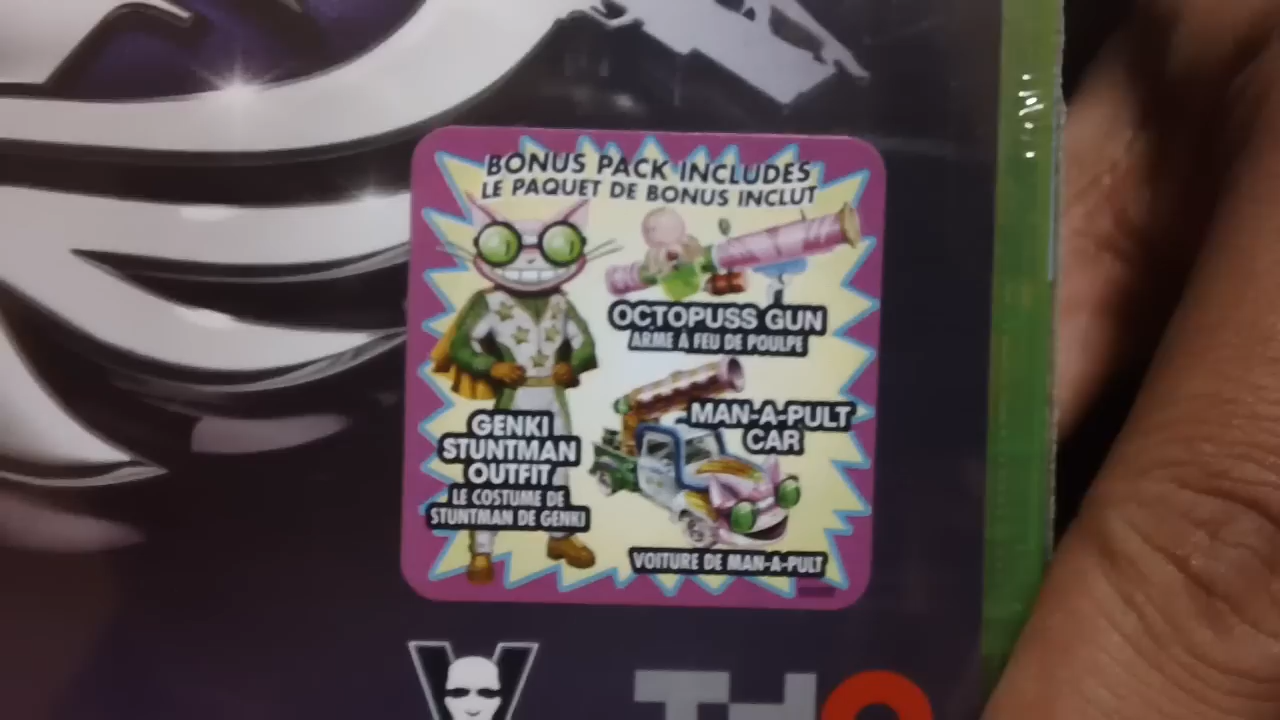 BONUS PACK INCLUDES
LE PAQUET DE BONUS INCLUT
OCTOPUSS GUN
ARME À FEU DE POULPE
MAN-A-PULT
CAR
GENKI
STUNTMAN
OUTFIT
LE COSTUME DE
STUNTMAN DE GENKI
VOITURE DE MAN-A-PULT
V
THQ